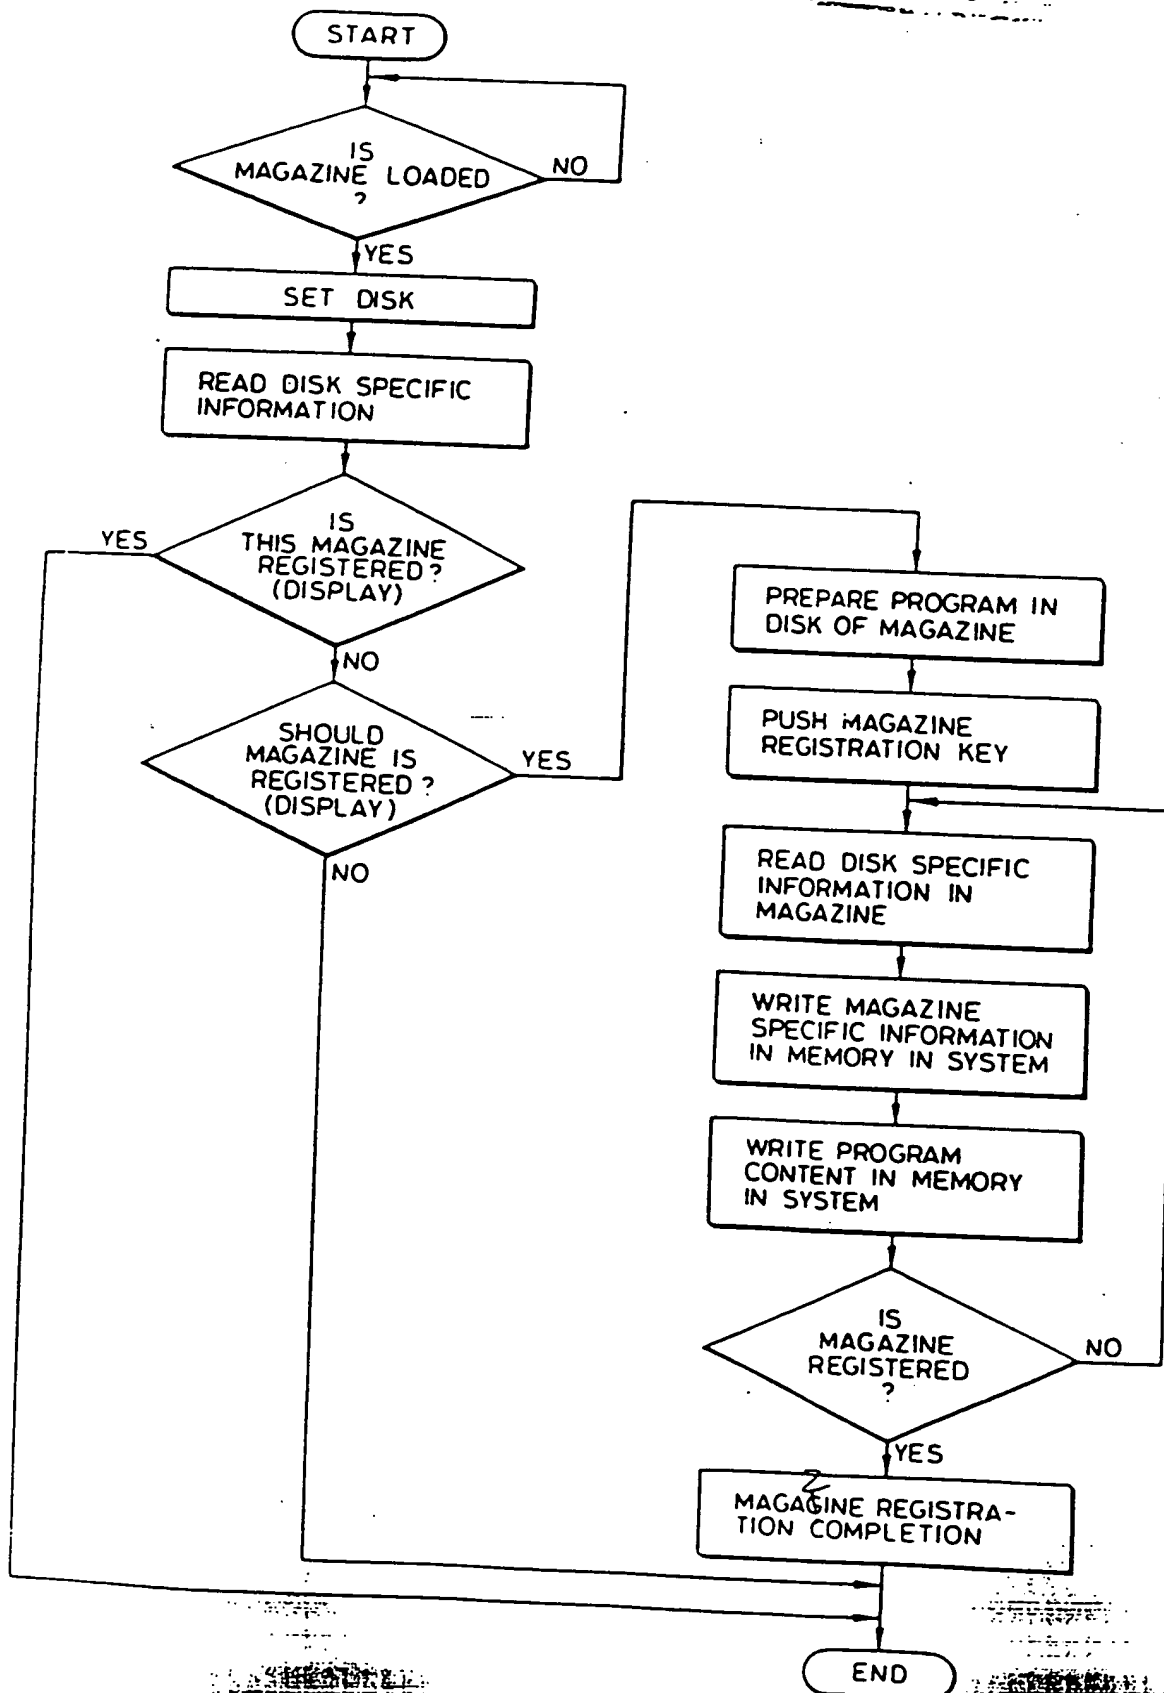 START
IS
MAGAZINE LOADED
?
NO
YES
SET DISK
READ DISK SPECIFIC
INFORMATION
IS
THIS MAGAZINE
REGISTERED?
(DISPLAY)
YES
NO
SHOULD
MAGAZINE IS
REGISTERED?
(DISPLAY)
YES
NO
PREPARE PROGRAM IN
DISK OF MAGAZINE
PUSH MAGAZINE
REGISTRATION KEY
READ DISK SPECIFIC
INFORMATION IN
MAGAZINE
WRITE MAGAZINE
SPECIFIC INFORMATION
IN MEMORY IN SYSTEM
WRITE PROGRAM
CONTENT IN MEMORY
IN SYSTEM
IS
MAGAZINE
REGISTERED
?
NO
YES
Z
MAGAGINE REGISTRA-
TION COMPLETION
END